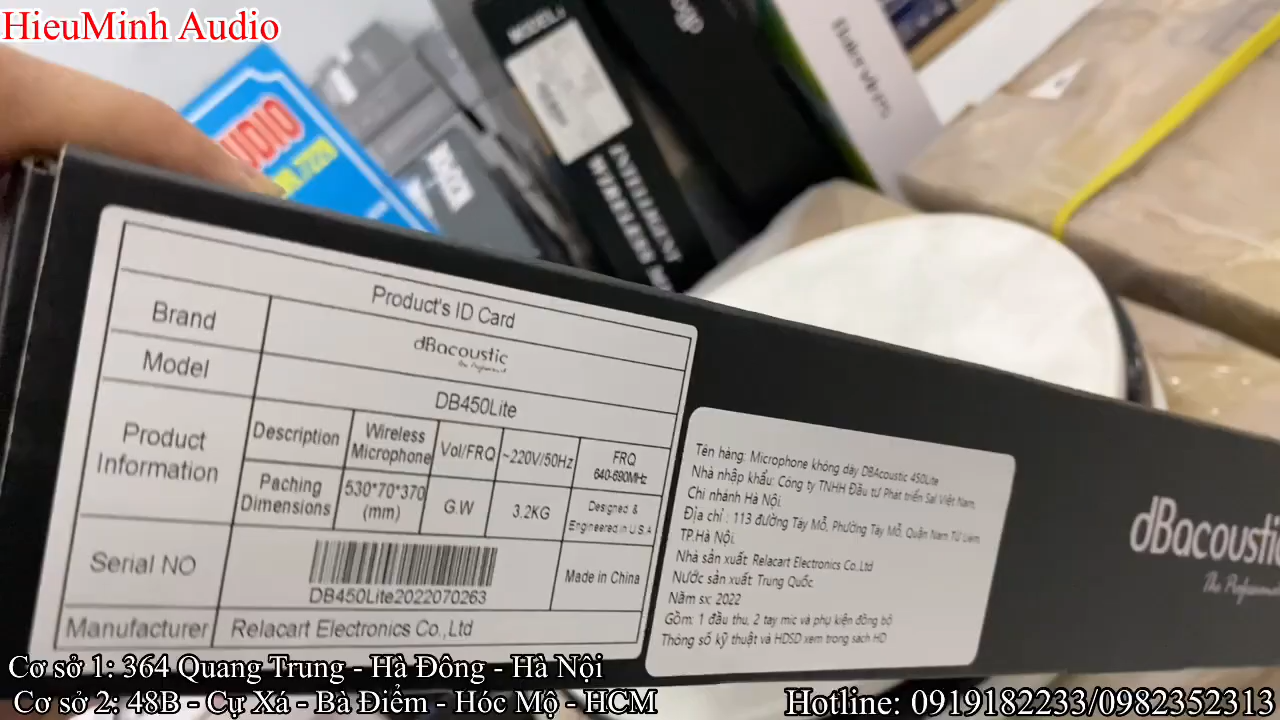 HieuMinh Audio
MODEL:
INTELLIGENT
WIRELESS
Product's ID Card
Brand
dBacoustic
Model
DB450Lite
Product Information
Description
Wireless Microphone
Vol/FRQ
~220V/50Hz
FRQ 640-690MHz
Paching Dimensions
530*70*370 (mm)
G.W
3.2KG
Designed & Engineered in U.S.A
Serial NO
DB450Lite2022070263
Made in China
Manufacturer
Relacart Electronics Co.,Ltd
Tên hàng: Microphone không dây DBAcoustic 450Lite
Nhà nhập khẩu: Công ty TNHH Đầu tư Phát triển Sal Việt Nam,
Chi nhánh Hà Nội.
Địa chỉ : 113 đường Tây Mỗ, Phường Tây Mỗ, Quận Nam Từ Liêm,
TP.Hà Nội.
Nhà sản xuất: Relacart Electronics Co.Ltd
Nước sản xuất: Trung Quốc.
Năm sx: 2022
Gồm: 1 đầu thu, 2 tay mic và phụ kiện đồng bộ
Thông số kỹ thuật và HDSD xem trong sách HD
dBacoustic
The Professional
Cơ sở 1: 364 Quang Trung - Hà Đông - Hà Nội
Cơ sở 2: 48B - Cự Xá - Bà Điểm - Hóc Mộ - HCM
Hotline: 0919182233/0982352313